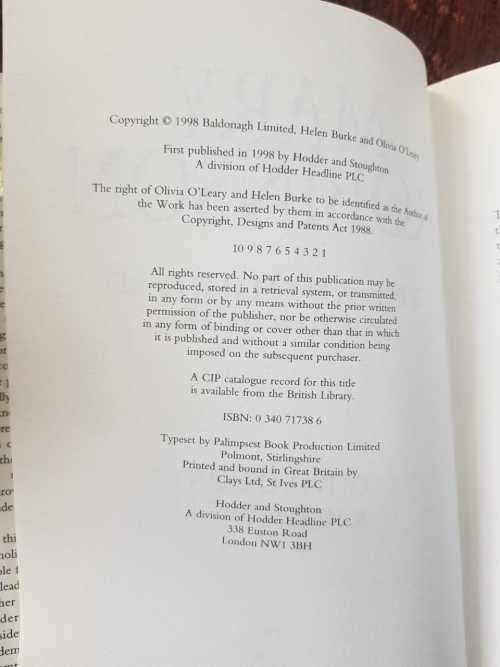 Copyright © 1998 Baldonagh Limited, Helen Burke and Olivia O'Leary
First published in 1998 by Hodder and Stoughton
A division of Hodder Headline PLC
The right of Olivia O'Leary and Helen Burke to be identified as the Author of
the Work has been asserted by them in accordance with the
Copyright, Designs and Patents Act 1988.
10 9 8 7 6 5 4 3 2 1
All rights reserved. No part of this publication may be
reproduced, stored in a retrieval system, or transmitted,
in any form or by any means without the prior written
permission of the publisher, nor be otherwise circulated
in any form of binding or cover other than that in which
it is published and without a similar condition being
imposed on the subsequent purchaser.
A CIP catalogue record for this title
is available from the British Library.
ISBN: 0 340 71738 6
Typeset by Palimpsest Book Production Limited
Polmont, Stirlingshire
Printed and bound in Great Britain by
Clays Ltd, St Ives PLC
Hodder and Stoughton
A division of Hodder Headline PLC
338 Euston Road
London NW1 3BH